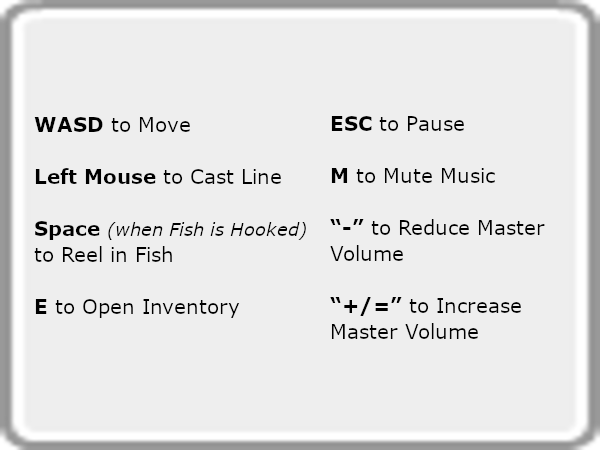 WASD to Move
Left Mouse to Cast Line
Space (when Fish is Hooked)
to Reel in Fish
E to Open Inventory
ESC to Pause
M to Mute Music
“-” to Reduce Master
Volume
“+/=” to Increase
Master Volume